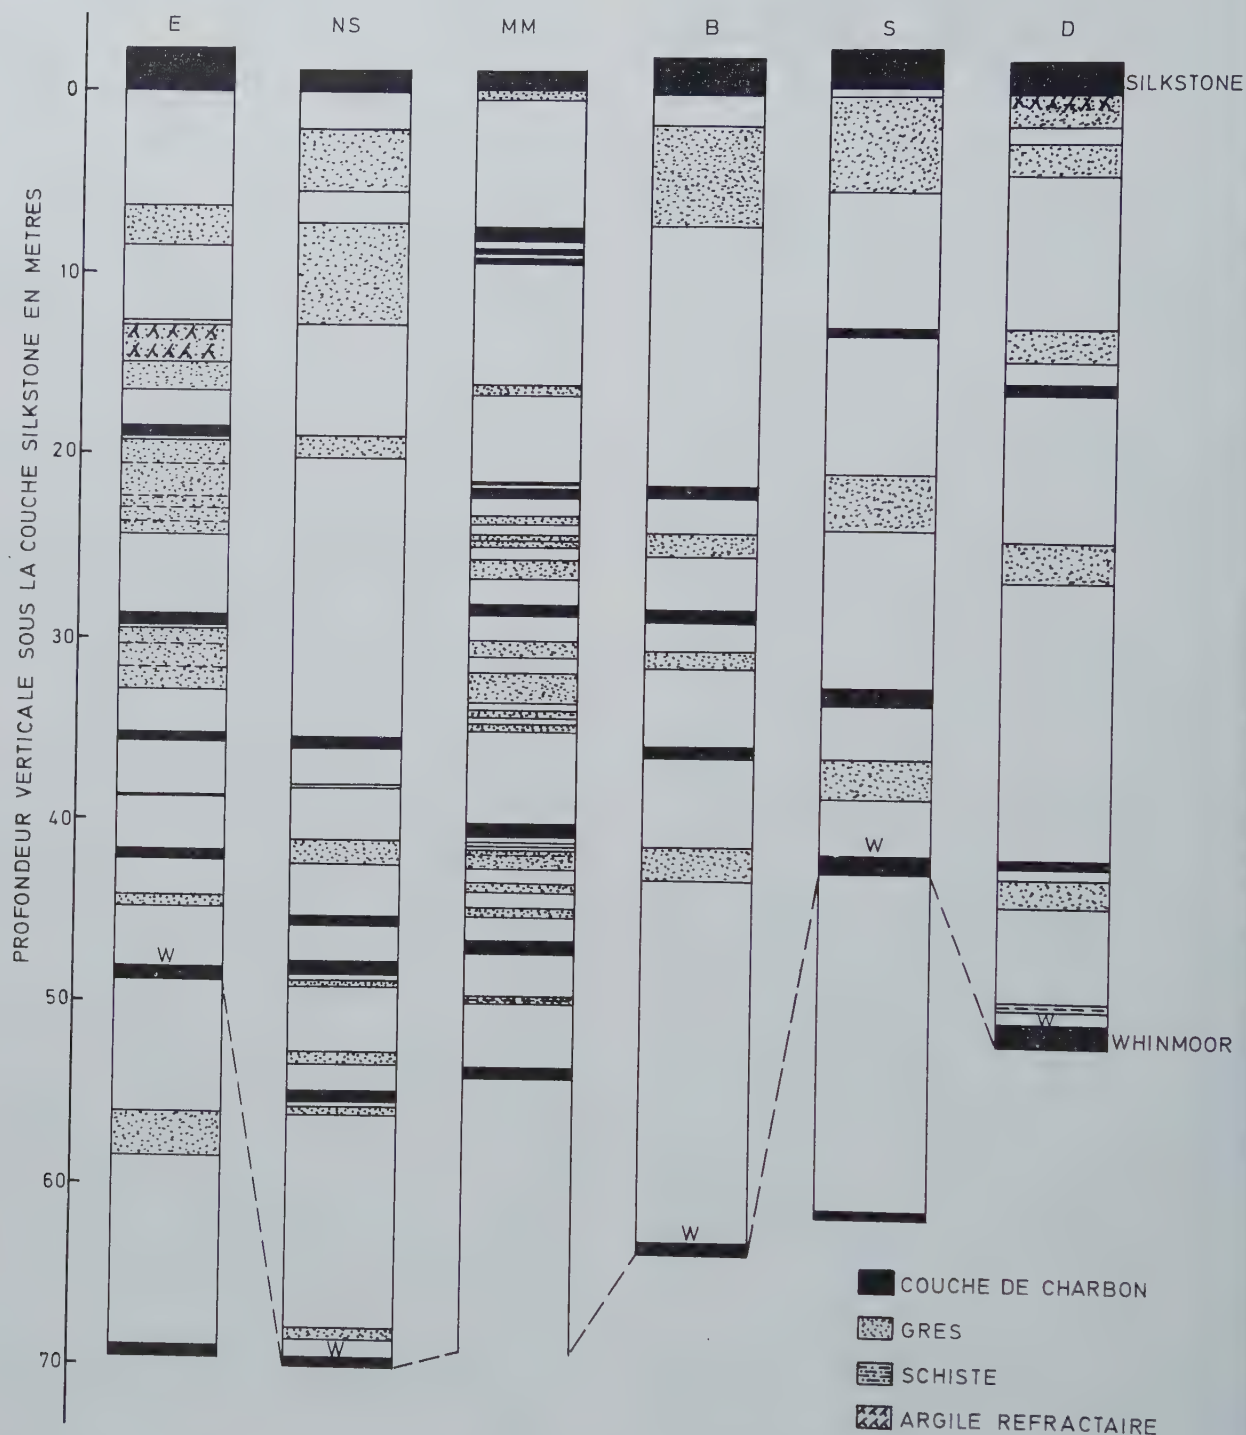 E NS MM B S D
SILKSTONE
0
10
20
30
40
50
60
70
PROFONDEUR VERTICALE SOUS LA COUCHE SILKSTONE EN METRES
W
W
W
W
W
WHINMOOR
COUCHE DE CHARBON
GRES
SCHISTE
ARGILE REFRACTAIRE